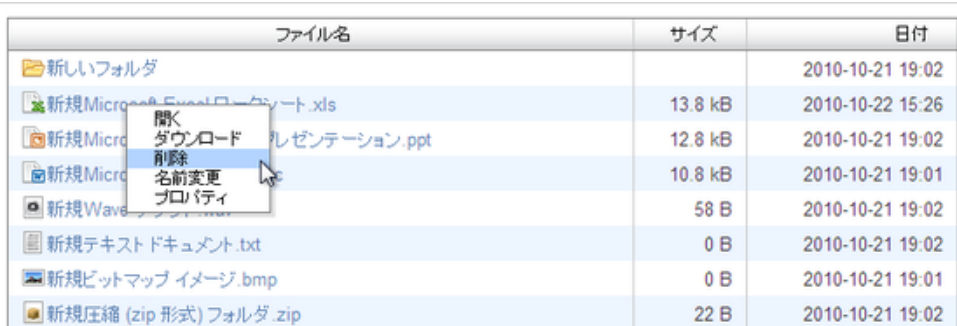 ファイル名 サイズ 日付
新しいフォルダ 2010-10-21 19:02
新規Microsoft Excel ワークシート.xls 13.8 kB 2010-10-22 15:26
開く
新規Micro レゼンテーション.ppt 12.8 kB 2010-10-21 19:02
ダウンロード
削除
新規Micro 10.8 kB 2010-10-21 19:01
名前変更
プロパティ
新規Wave 58 B 2010-10-21 19:02
新規テキスト ドキュメント.txt 0 B 2010-10-21 19:02
新規ビットマップ イメージ.bmp 0 B 2010-10-21 19:01
新規圧縮 (zip 形式) フォルダ.zip 22 B 2010-10-21 19:02